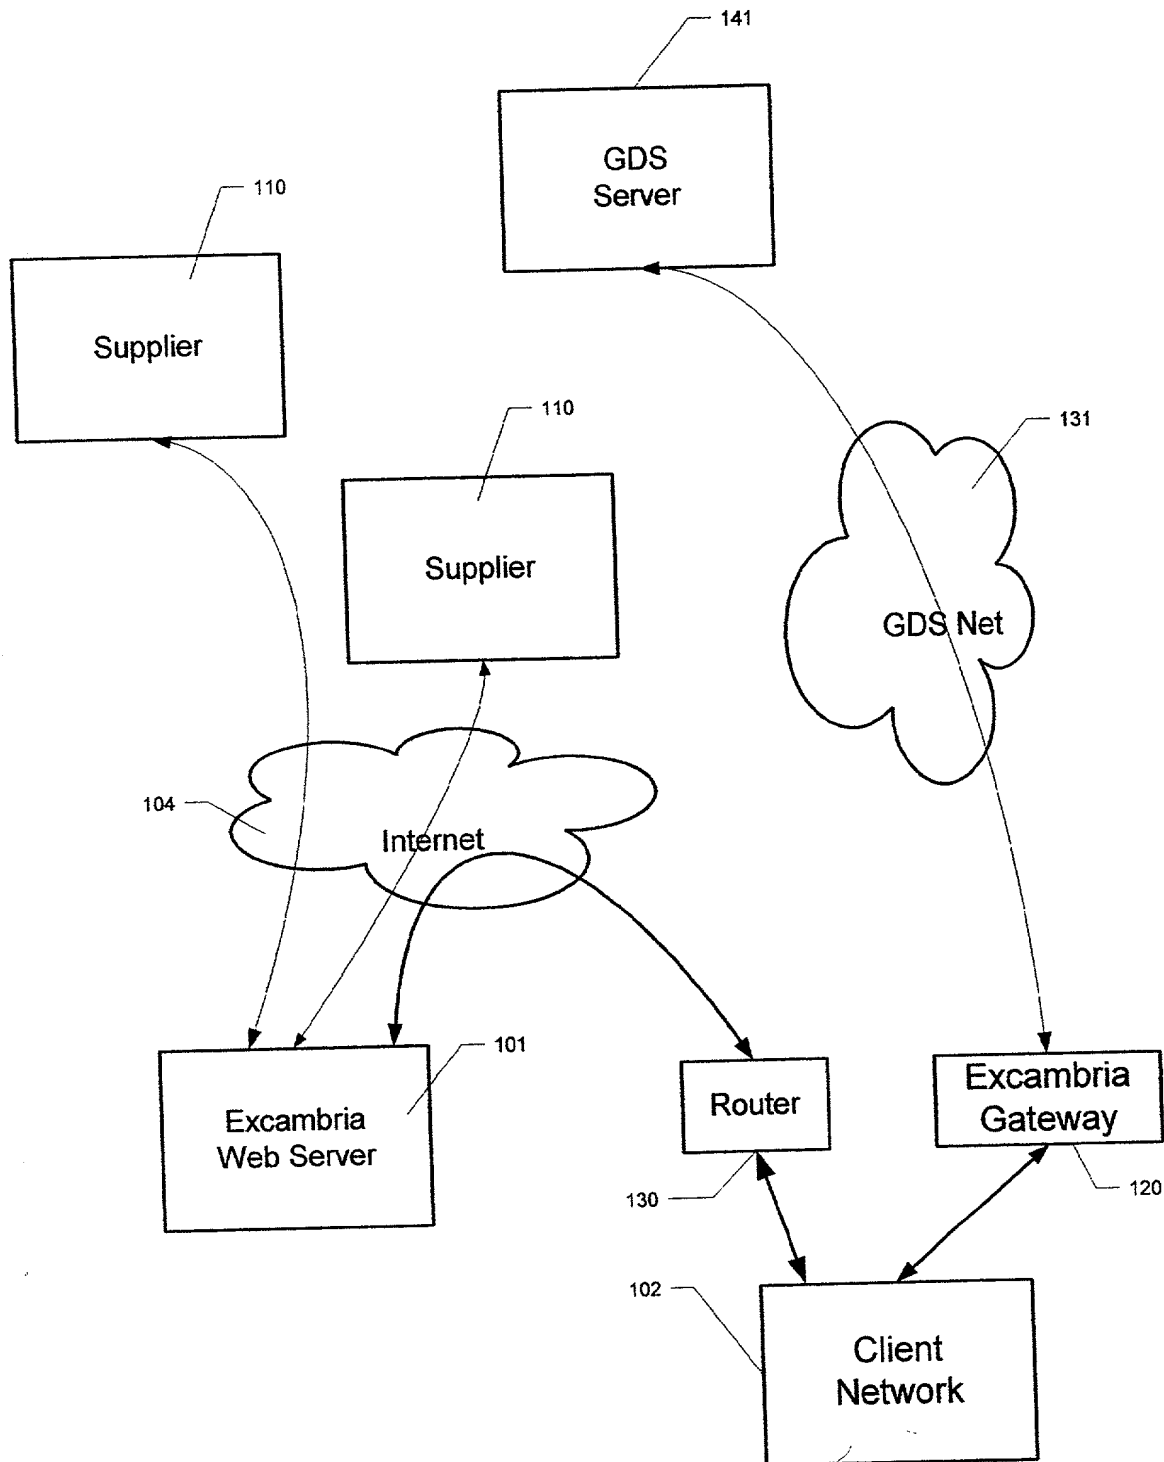 141
GDS
Server
110
Supplier
110
Supplier
131
GDS Net
104
Internet
101
Excambria
Web Server
Router
Excambria
Gateway
130
120
102
Client
Network